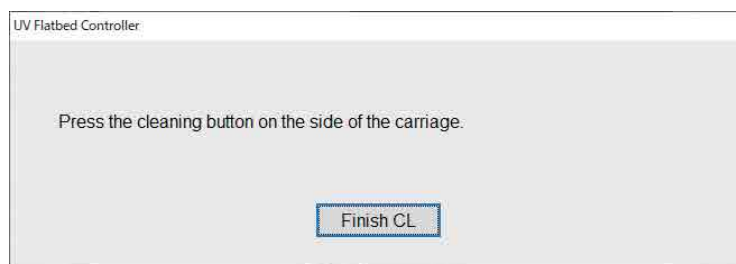 UV Flatbed Controller
Press the cleaning button on the side of the carriage.
Finish CL